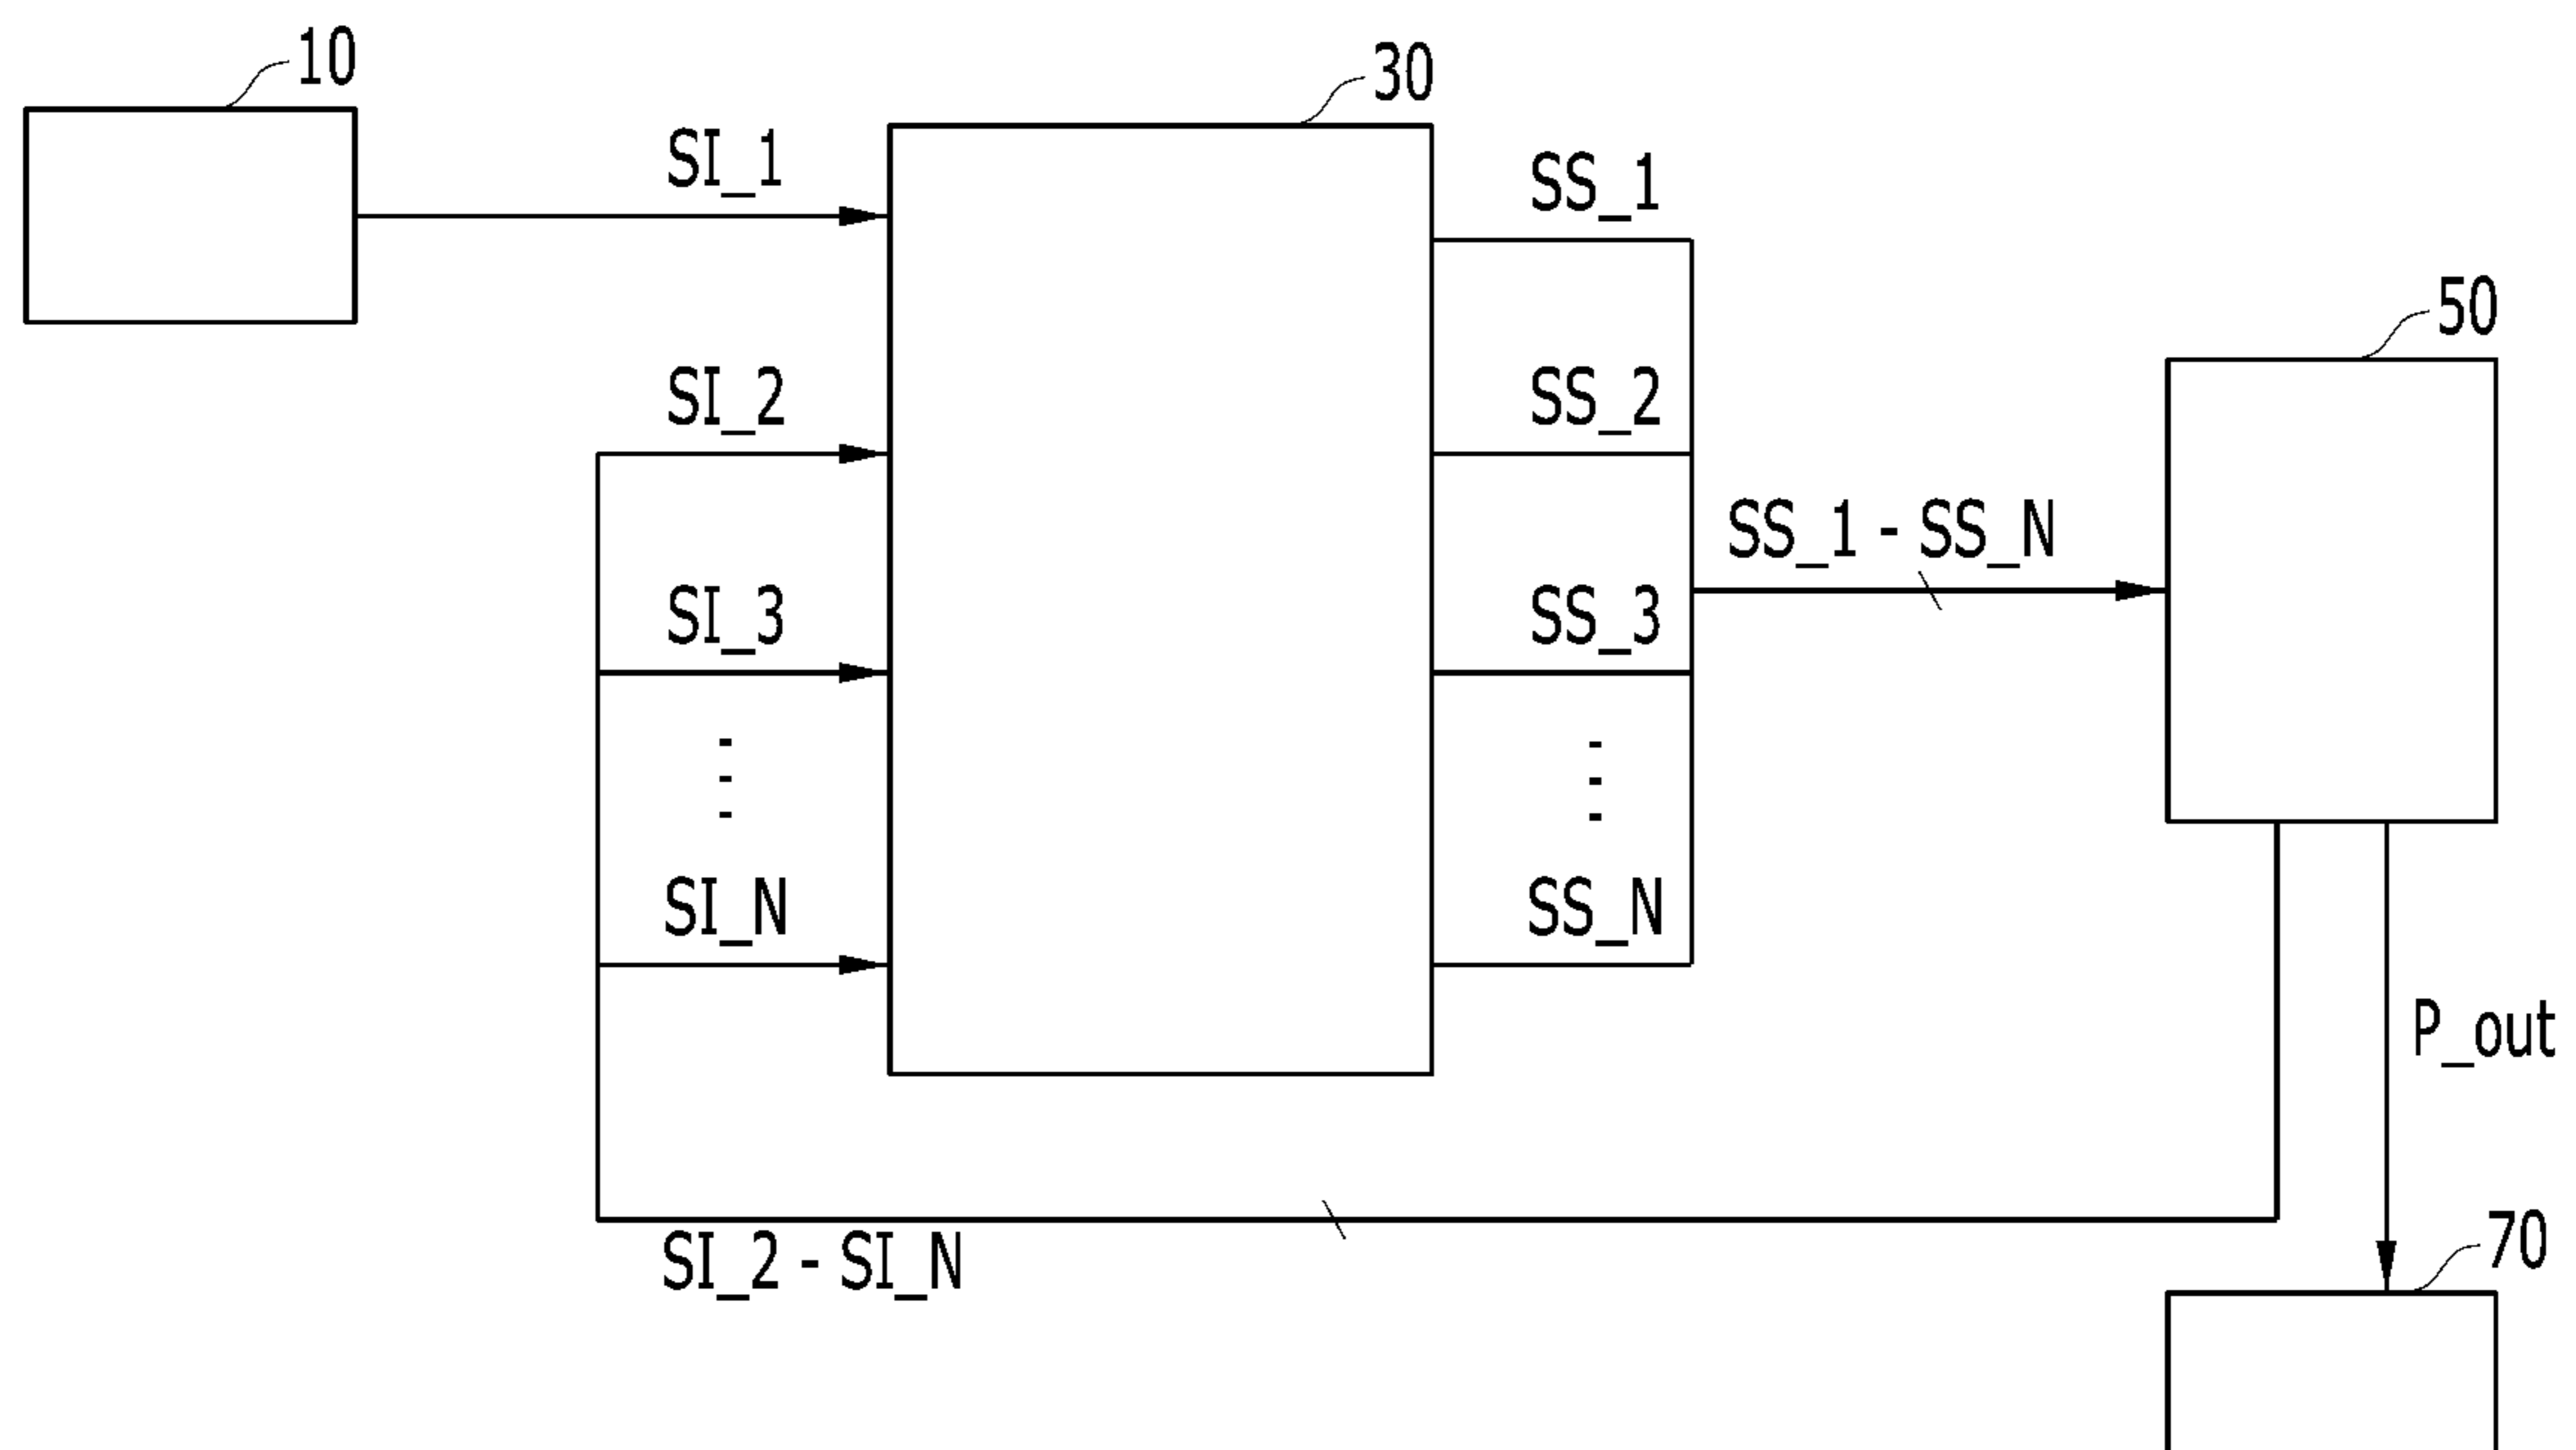 10
30
SI_1
SS_1
50
SI_2
SS_2
SS_1 - SS_N
SI_3
SS_3
SI_N
SS_N
P_out
70
SI_2 - SI_N